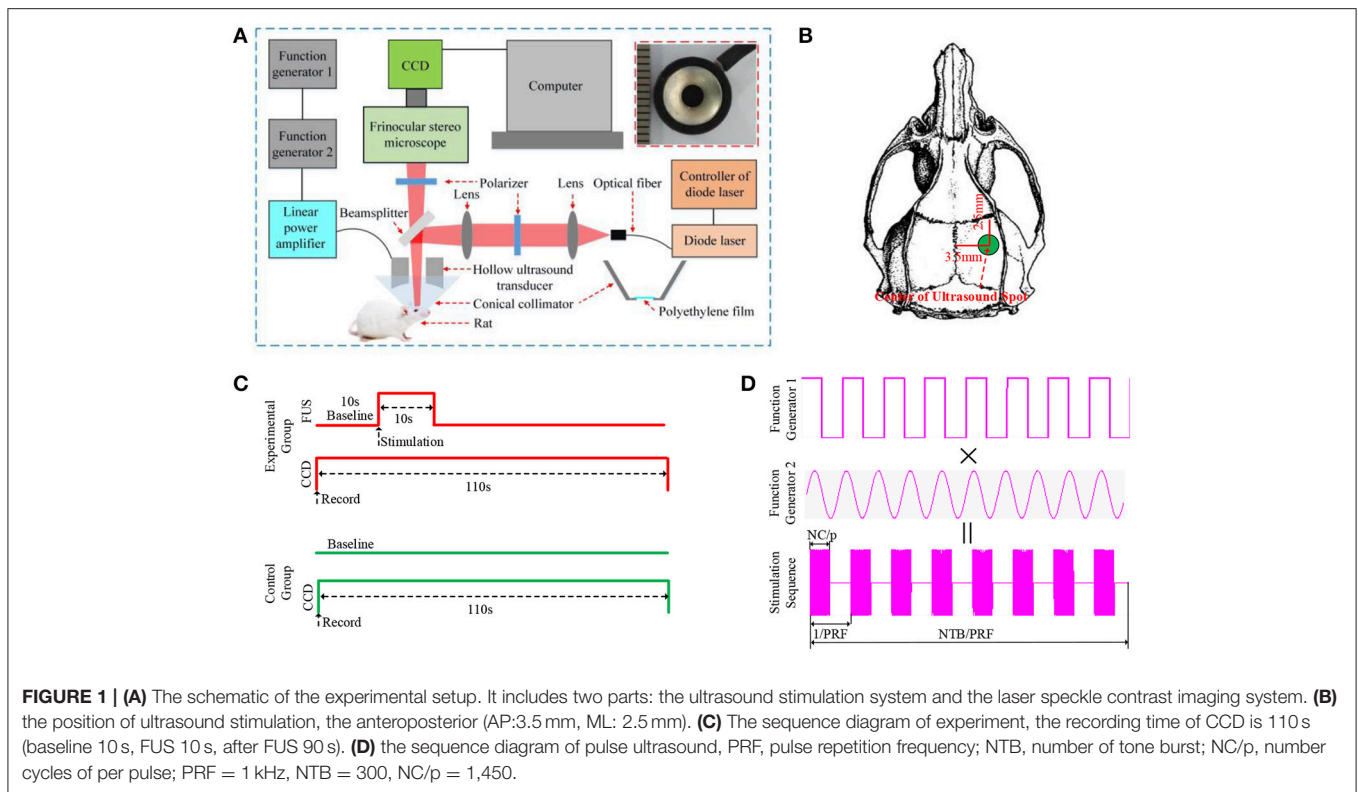 A
Function
generator 1
Function
generator 2
Linear
power
amplifier
CCD
Frinocular stereo
microscope
Computer
Polarizer
Lens
Lens
Optical fiber
Beamsplitter
Controller of
diode laser
Diode laser
Hollow ultrasound
transducer
Conical collimator
Polyethylene film
Rat
B
2.5mm
3.5mm
Center of Ultrasound Spot
C
Experimental
Group
FUS
10s
Baseline
10s
Stimulation
CCD
110s
Record
Control
Group
Baseline
CCD
110s
Record
D
Function
Generator 1
×
Function
Generator 2
=
Stimulation
Sequence
NC/p
1/PRF
NTB/PRF
FIGURE 1 | (A) The schematic of the experimental setup. It includes two parts: the ultrasound stimulation system and the laser speckle contrast imaging system. (B)
the position of ultrasound stimulation, the anteroposterior (AP:3.5 mm, ML: 2.5 mm). (C) The sequence diagram of experiment, the recording time of CCD is 110 s
(baseline 10 s, FUS 10 s, after FUS 90 s). (D) the sequence diagram of pulse ultrasound, PRF, pulse repetition frequency; NTB, number of tone burst; NC/p, number
cycles of per pulse; PRF = 1 kHz, NTB = 300, NC/p = 1,450.